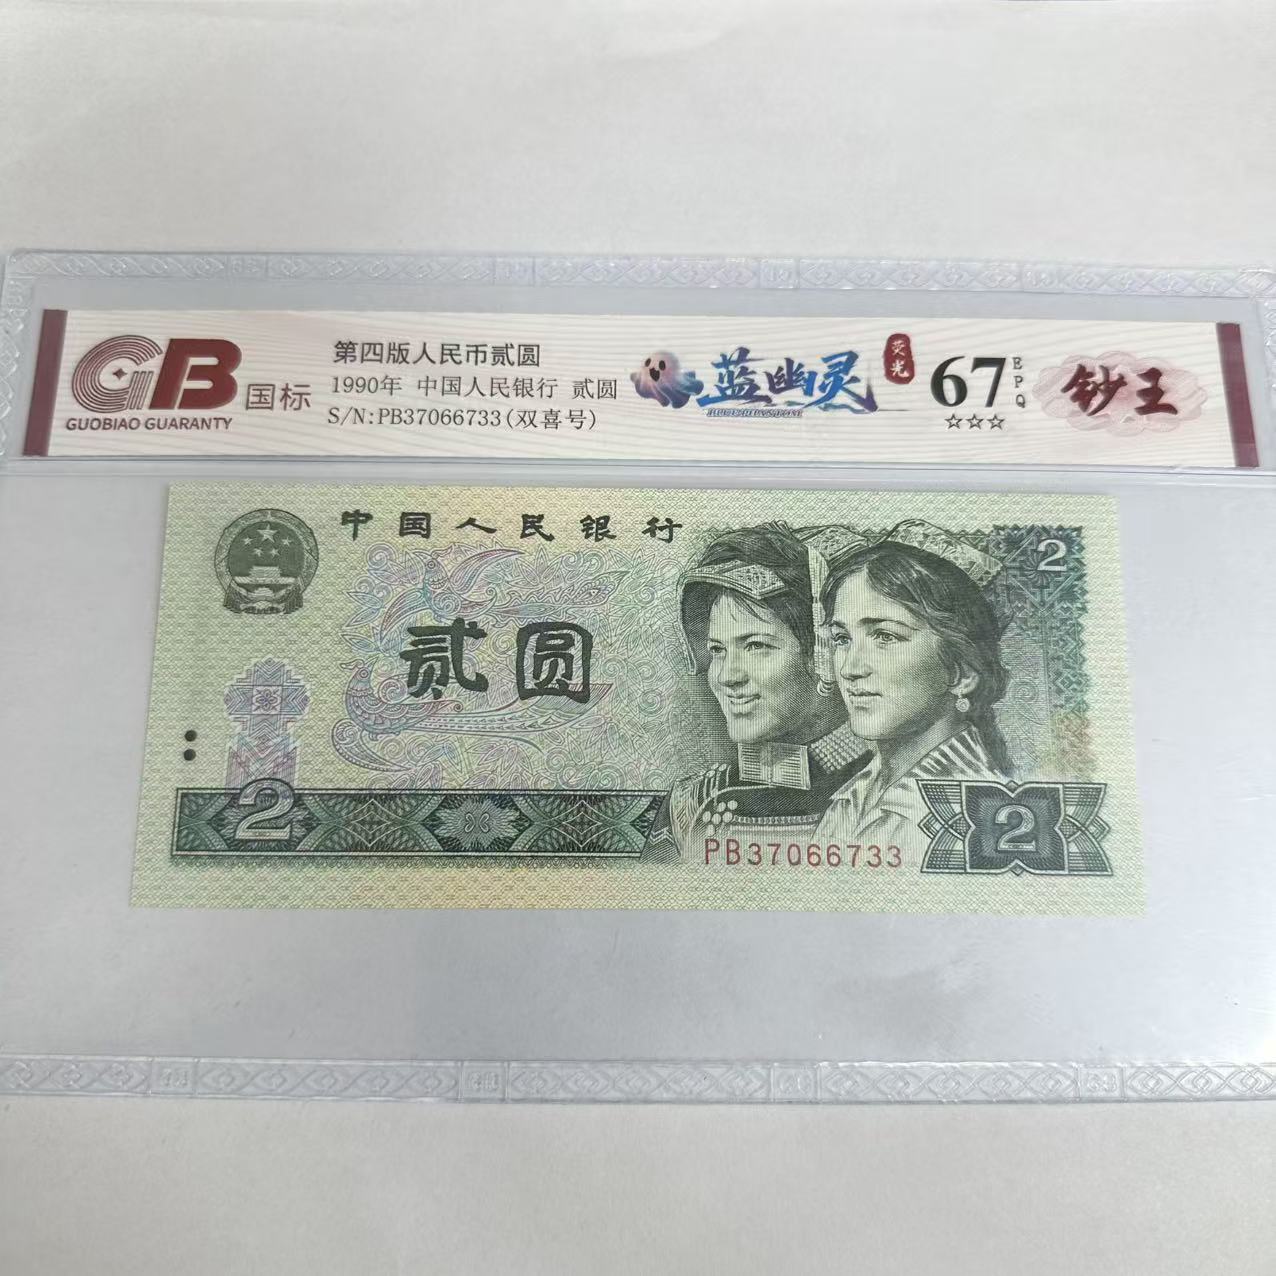 GB 国标
GUOBIAO GUARANTY
第四版人民币贰圆
1990年 中国人民银行 贰圆
S/N:PB37066733(双喜号)
蓝幽灵
荧光
67 EPQ
☆☆☆
钞王
中国人民银行
2
贰圆
2
PB37066733
2